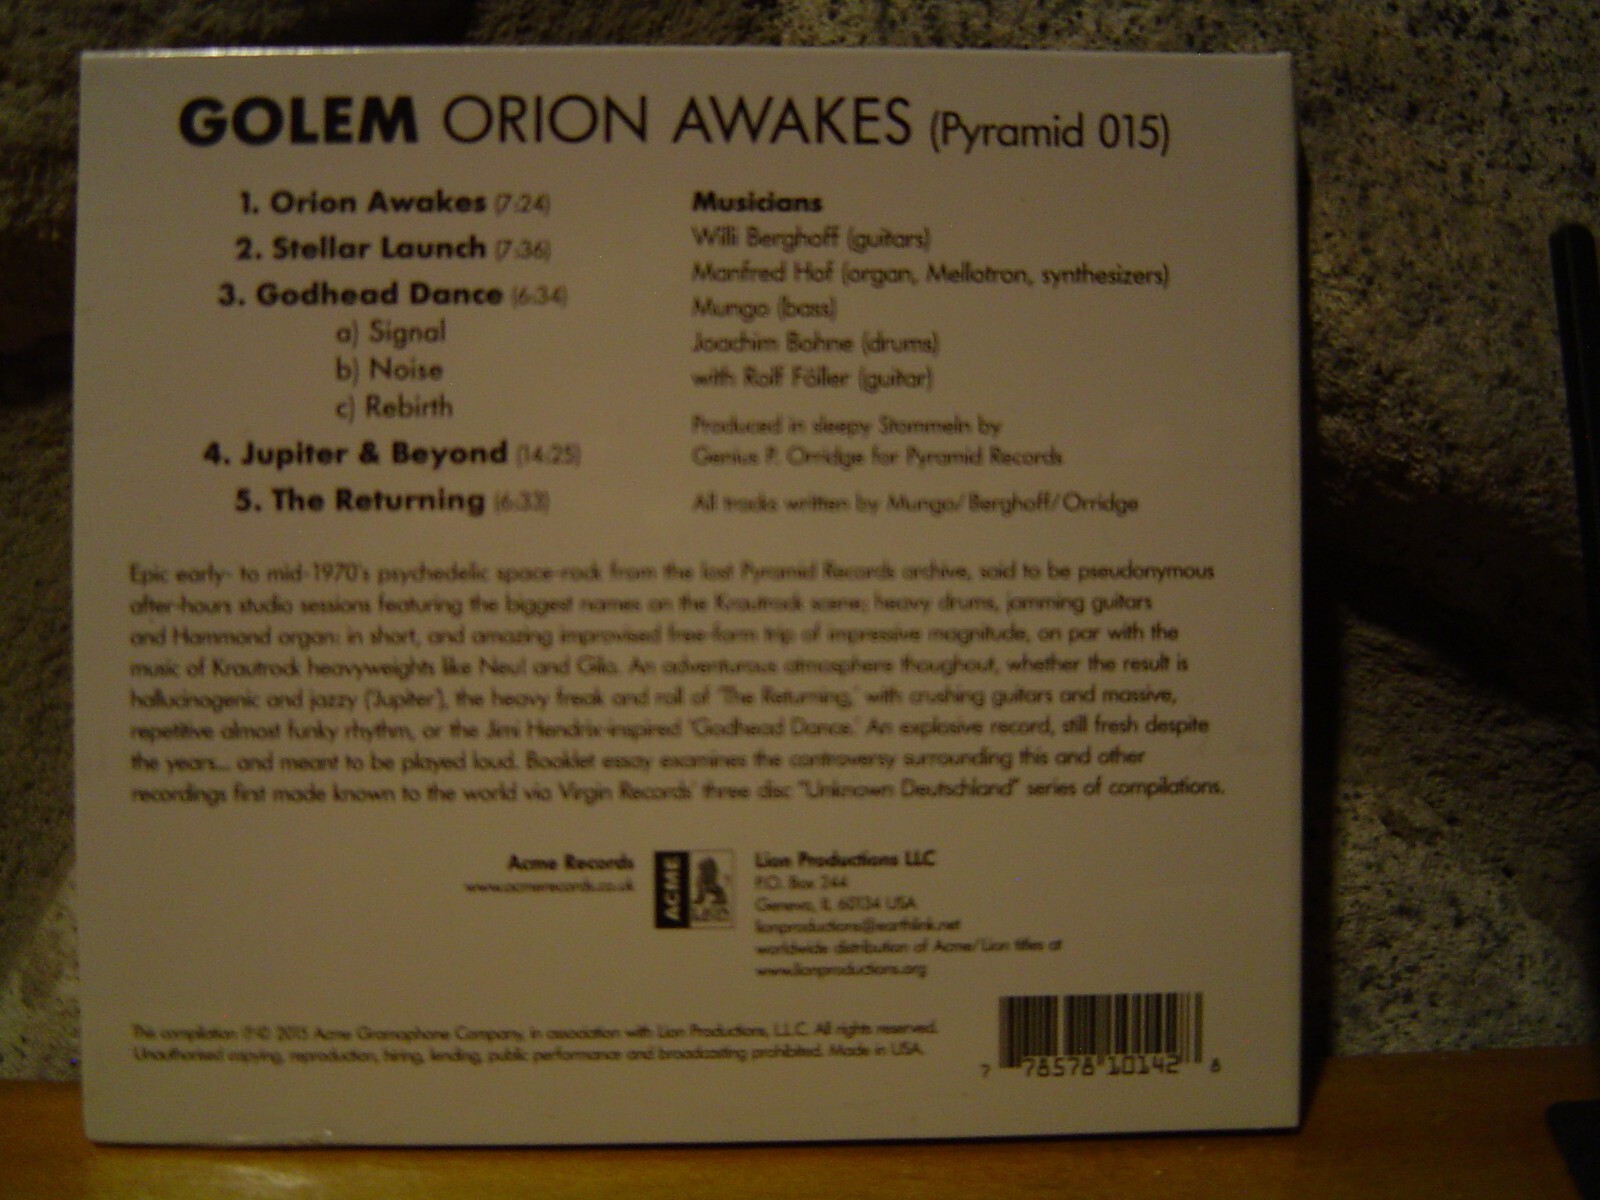 GOLEM ORION AWAKES (Pyramid 015)
1. Orion Awakes (7:24)
2. Stellar Launch (7:36)
3. Godhead Dance (6:34)
a) Signal
b) Noise
c) Rebirth
4. Jupiter & Beyond (14:25)
5. The Returning (6:33)
Musicians
Willi Berghoff (guitars)
Manfred Hof (organ, Mellotron, synthesizers)
Mungo (bass)
Joachim Bohne (drums)
with Rolf Föller (guitar)
Produced in sleepy Stommeln by
Genius P. Orridge for Pyramid Records
All tracks written by Mungo/Berghoff/Orridge
Epic early- to mid-1970's psychedelic space-rock from the lost Pyramid Records archive, said to be pseudonymous
after-hours studio sessions featuring the biggest names on the Krautrock scene; heavy drums, jamming guitars
and Hammond organ: in short, and amazing improvised free-form trip of impressive magnitude, on par with the
music of Krautrock heavyweights like Neu! and Gila. An adventurous atmosphere thoughout, whether the result is
hallucinogenic and jazzy ('Jupiter'), the heavy freak and roll of 'The Returning,' with crushing guitars and massive,
repetitive almost funky rhythm, or the Jimi Hendrix-inspired 'Godhead Dance.' An explosive record, still fresh despite
the years... and meant to be played loud. Booklet essay examines the controversy surrounding this and other
recordings first made known to the world via Virgin Records' three disc "Unknown Deutschland" series of compilations.
Acme Records
www.acmerecords.co.uk
ACME
LION
Lion Productions LLC
P.O. Box 244
Geneva, IL 60134 USA
lionproductions@earthlink.net
worldwide distribution of Acme/Lion titles at
www.lionproductions.org
This compilation ℗© 2015 Acme Gramophone Company, in association with Lion Productions, L.L.C. All rights reserved.
Unauthorised copying, reproduction, hiring, lending, public performance and broadcasting prohibited. Made in USA.
7 78578 10142 8